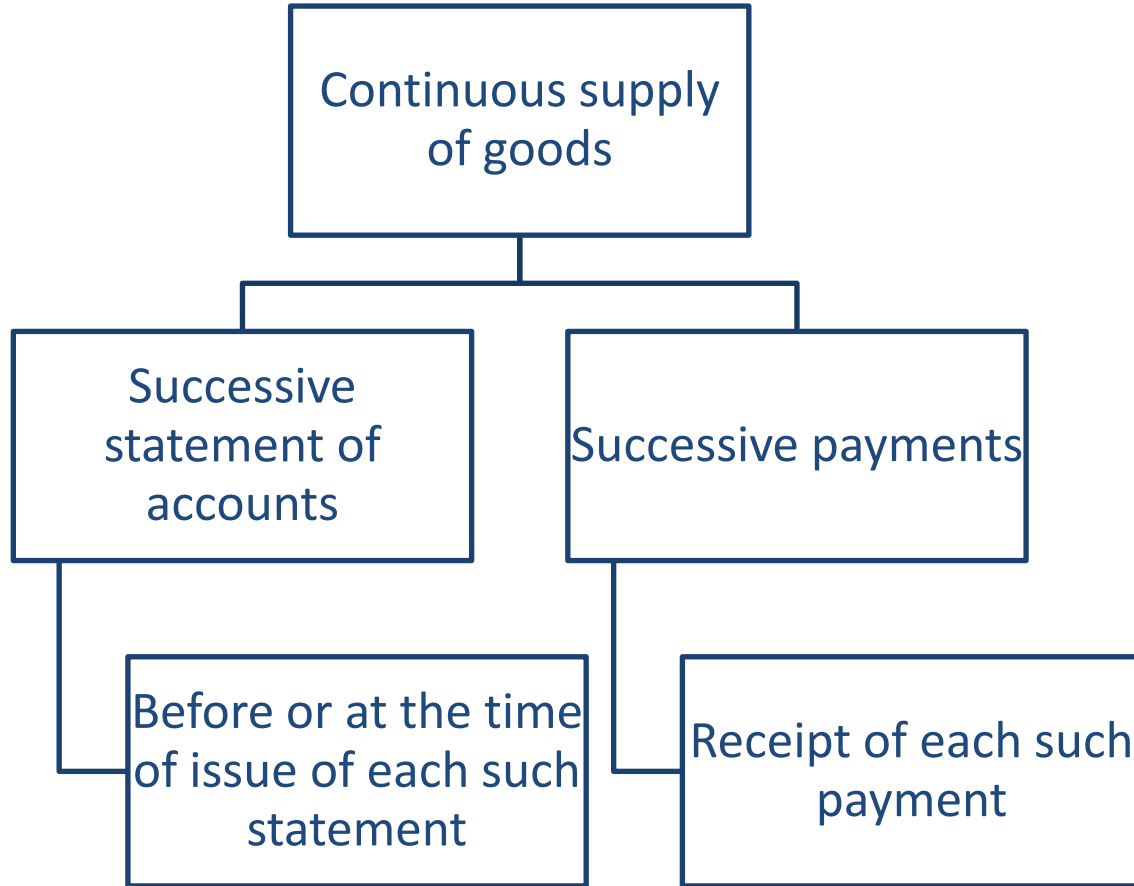 Continuous supply
of goods
Successive
statement of
accounts
Successive payments
Before or at the time
of issue of each such
statement
Receipt of each such
payment